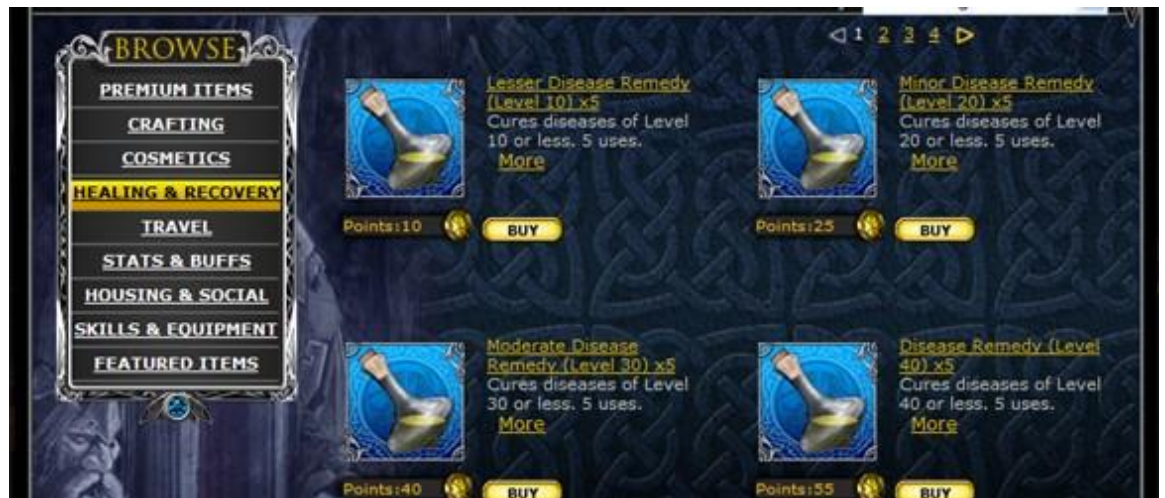 BROWSE
PREMIUM ITEMS
CRAFTING
COSMETICS
HEALING & RECOVERY
TRAVEL
STATS & BUFFS
HOUSING & SOCIAL
SKILLS & EQUIPMENT
FEATURED ITEMS
1 2 3 4
Lesser Disease Remedy
(Level 10) x5
Cures diseases of Level
10 or less. 5 uses.
More
Points:10
BUY
Minor Disease Remedy
(Level 20) x5
Cures diseases of Level
20 or less. 5 uses.
More
Points:25
BUY
Moderate Disease
Remedy (Level 30) x5
Cures diseases of Level
30 or less. 5 uses.
More
Points:40
BUY
Disease Remedy (Level
40) x5
Cures diseases of Level
40 or less. 5 uses.
More
Points:55
BUY